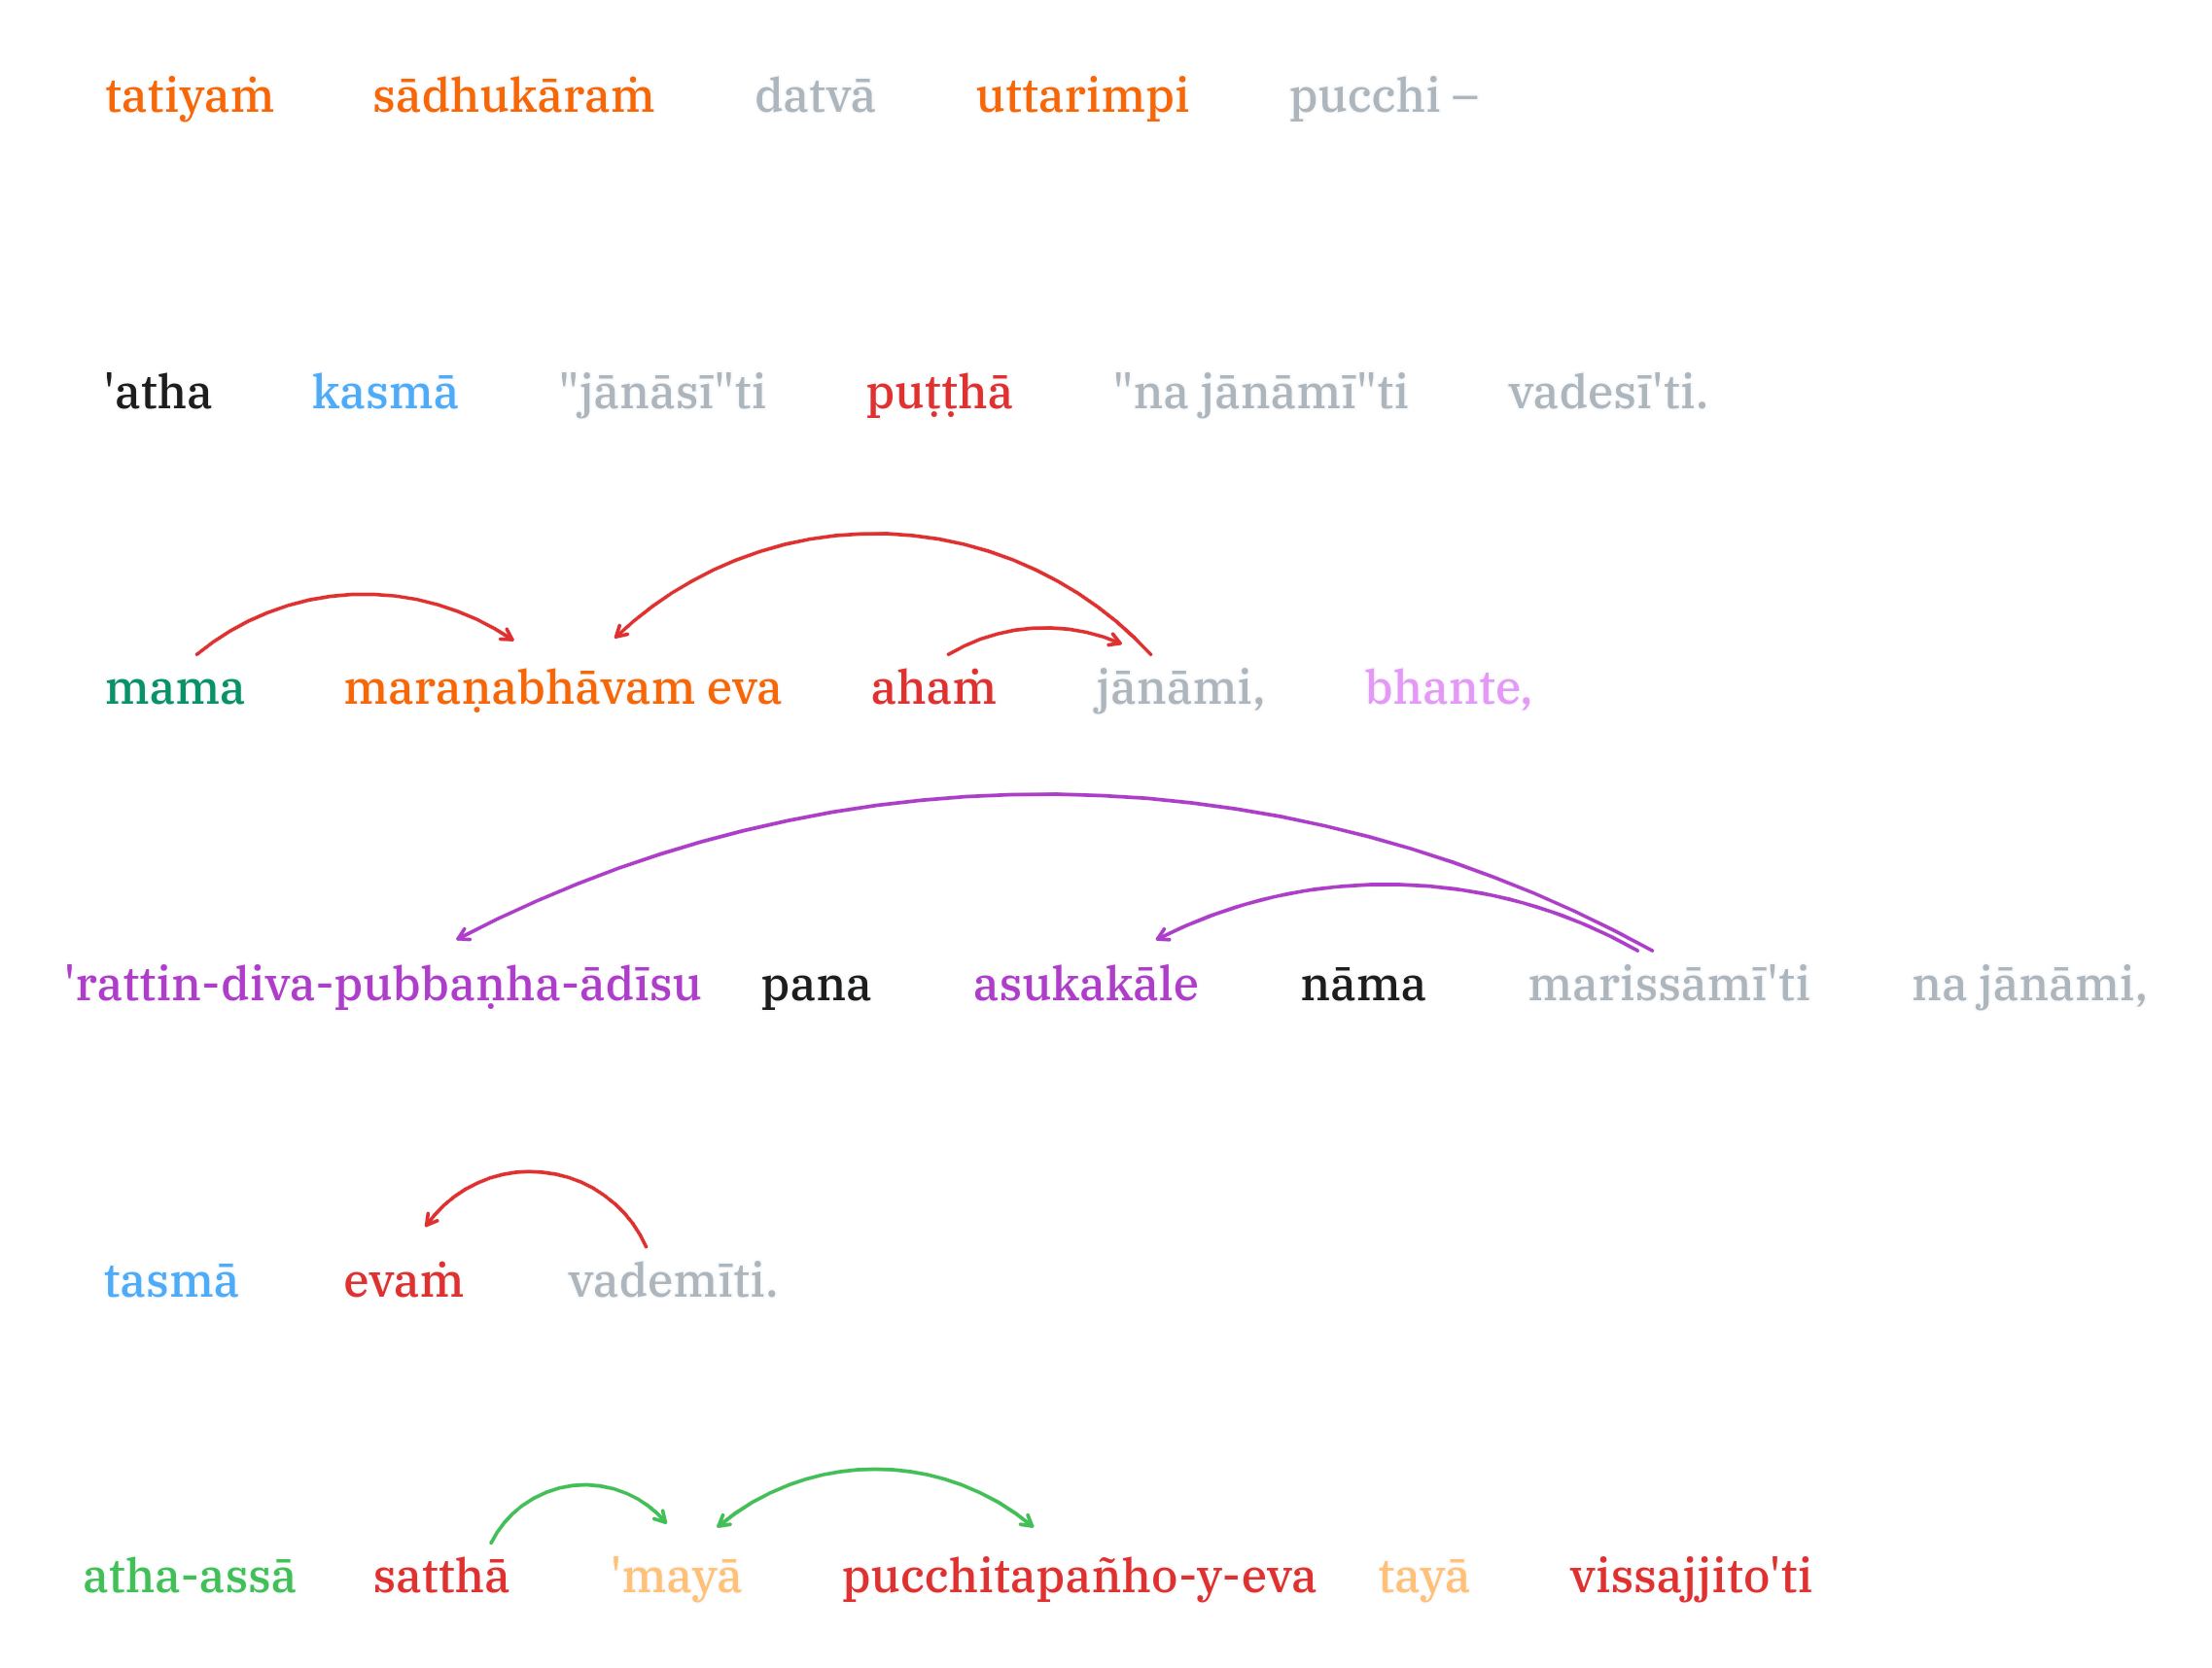 tatiyaṁ sādhukāraṁ datvā uttarimpi pucchi –
'atha kasmā "jānāsī"ti puṭṭhā "na jānāmī"ti vadesī'ti.
mama maraṇabhāvam eva ahaṁ jānāmi, bhante,
'rattin-diva-pubbaṇha-ādīsu pana asukakāle nāma marissāmī'ti na jānāmi,
tasmā evaṁ vademīti.
atha-assā satthā 'mayā pucchitapañho-y-eva tayā vissajjito'ti